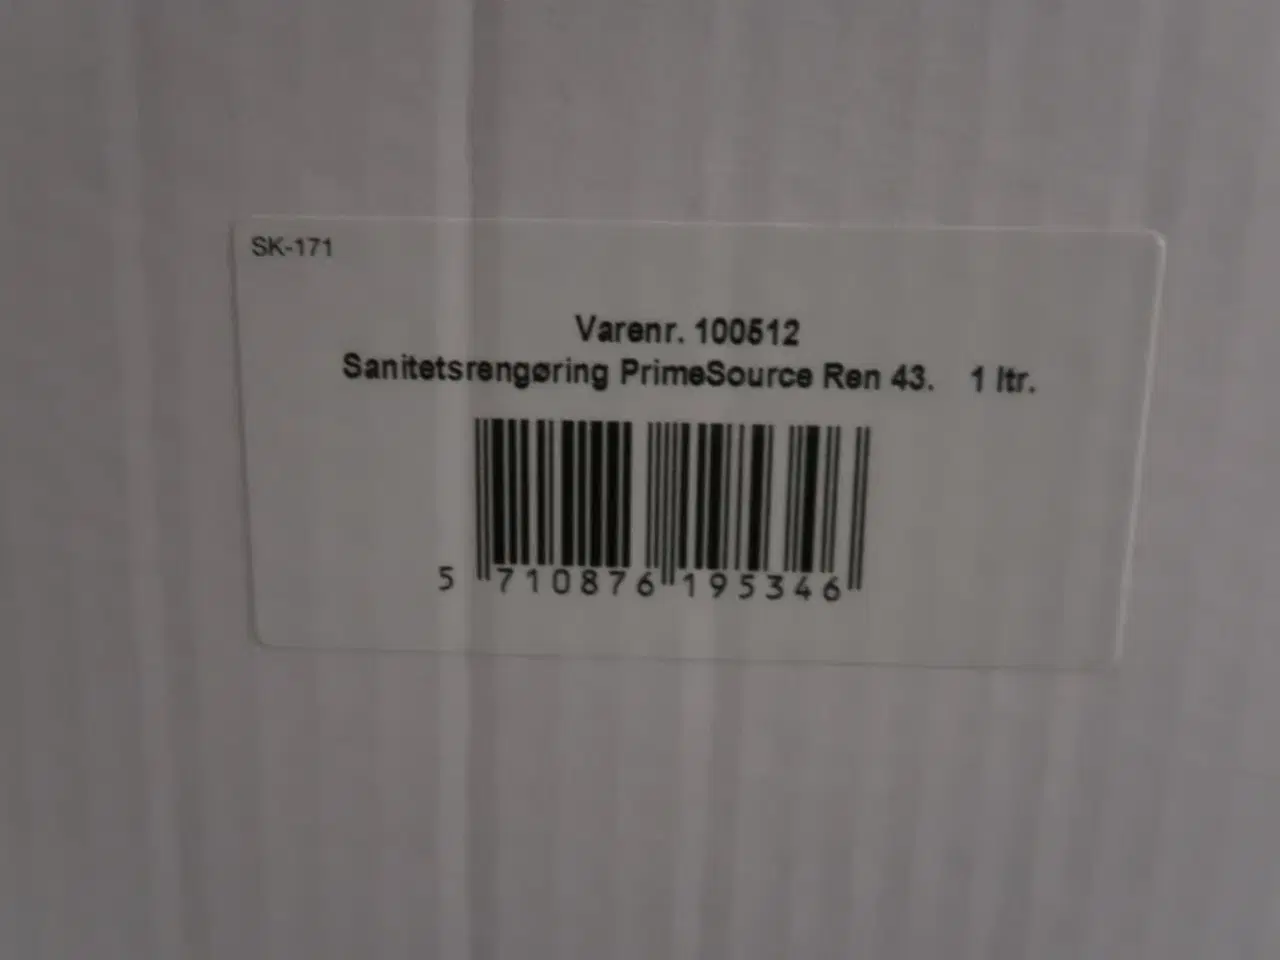 SK-171
Varenr. 100512
Sanitetsrengøring PrimeSource Ren 43. 1 ltr.
5 710876 195346